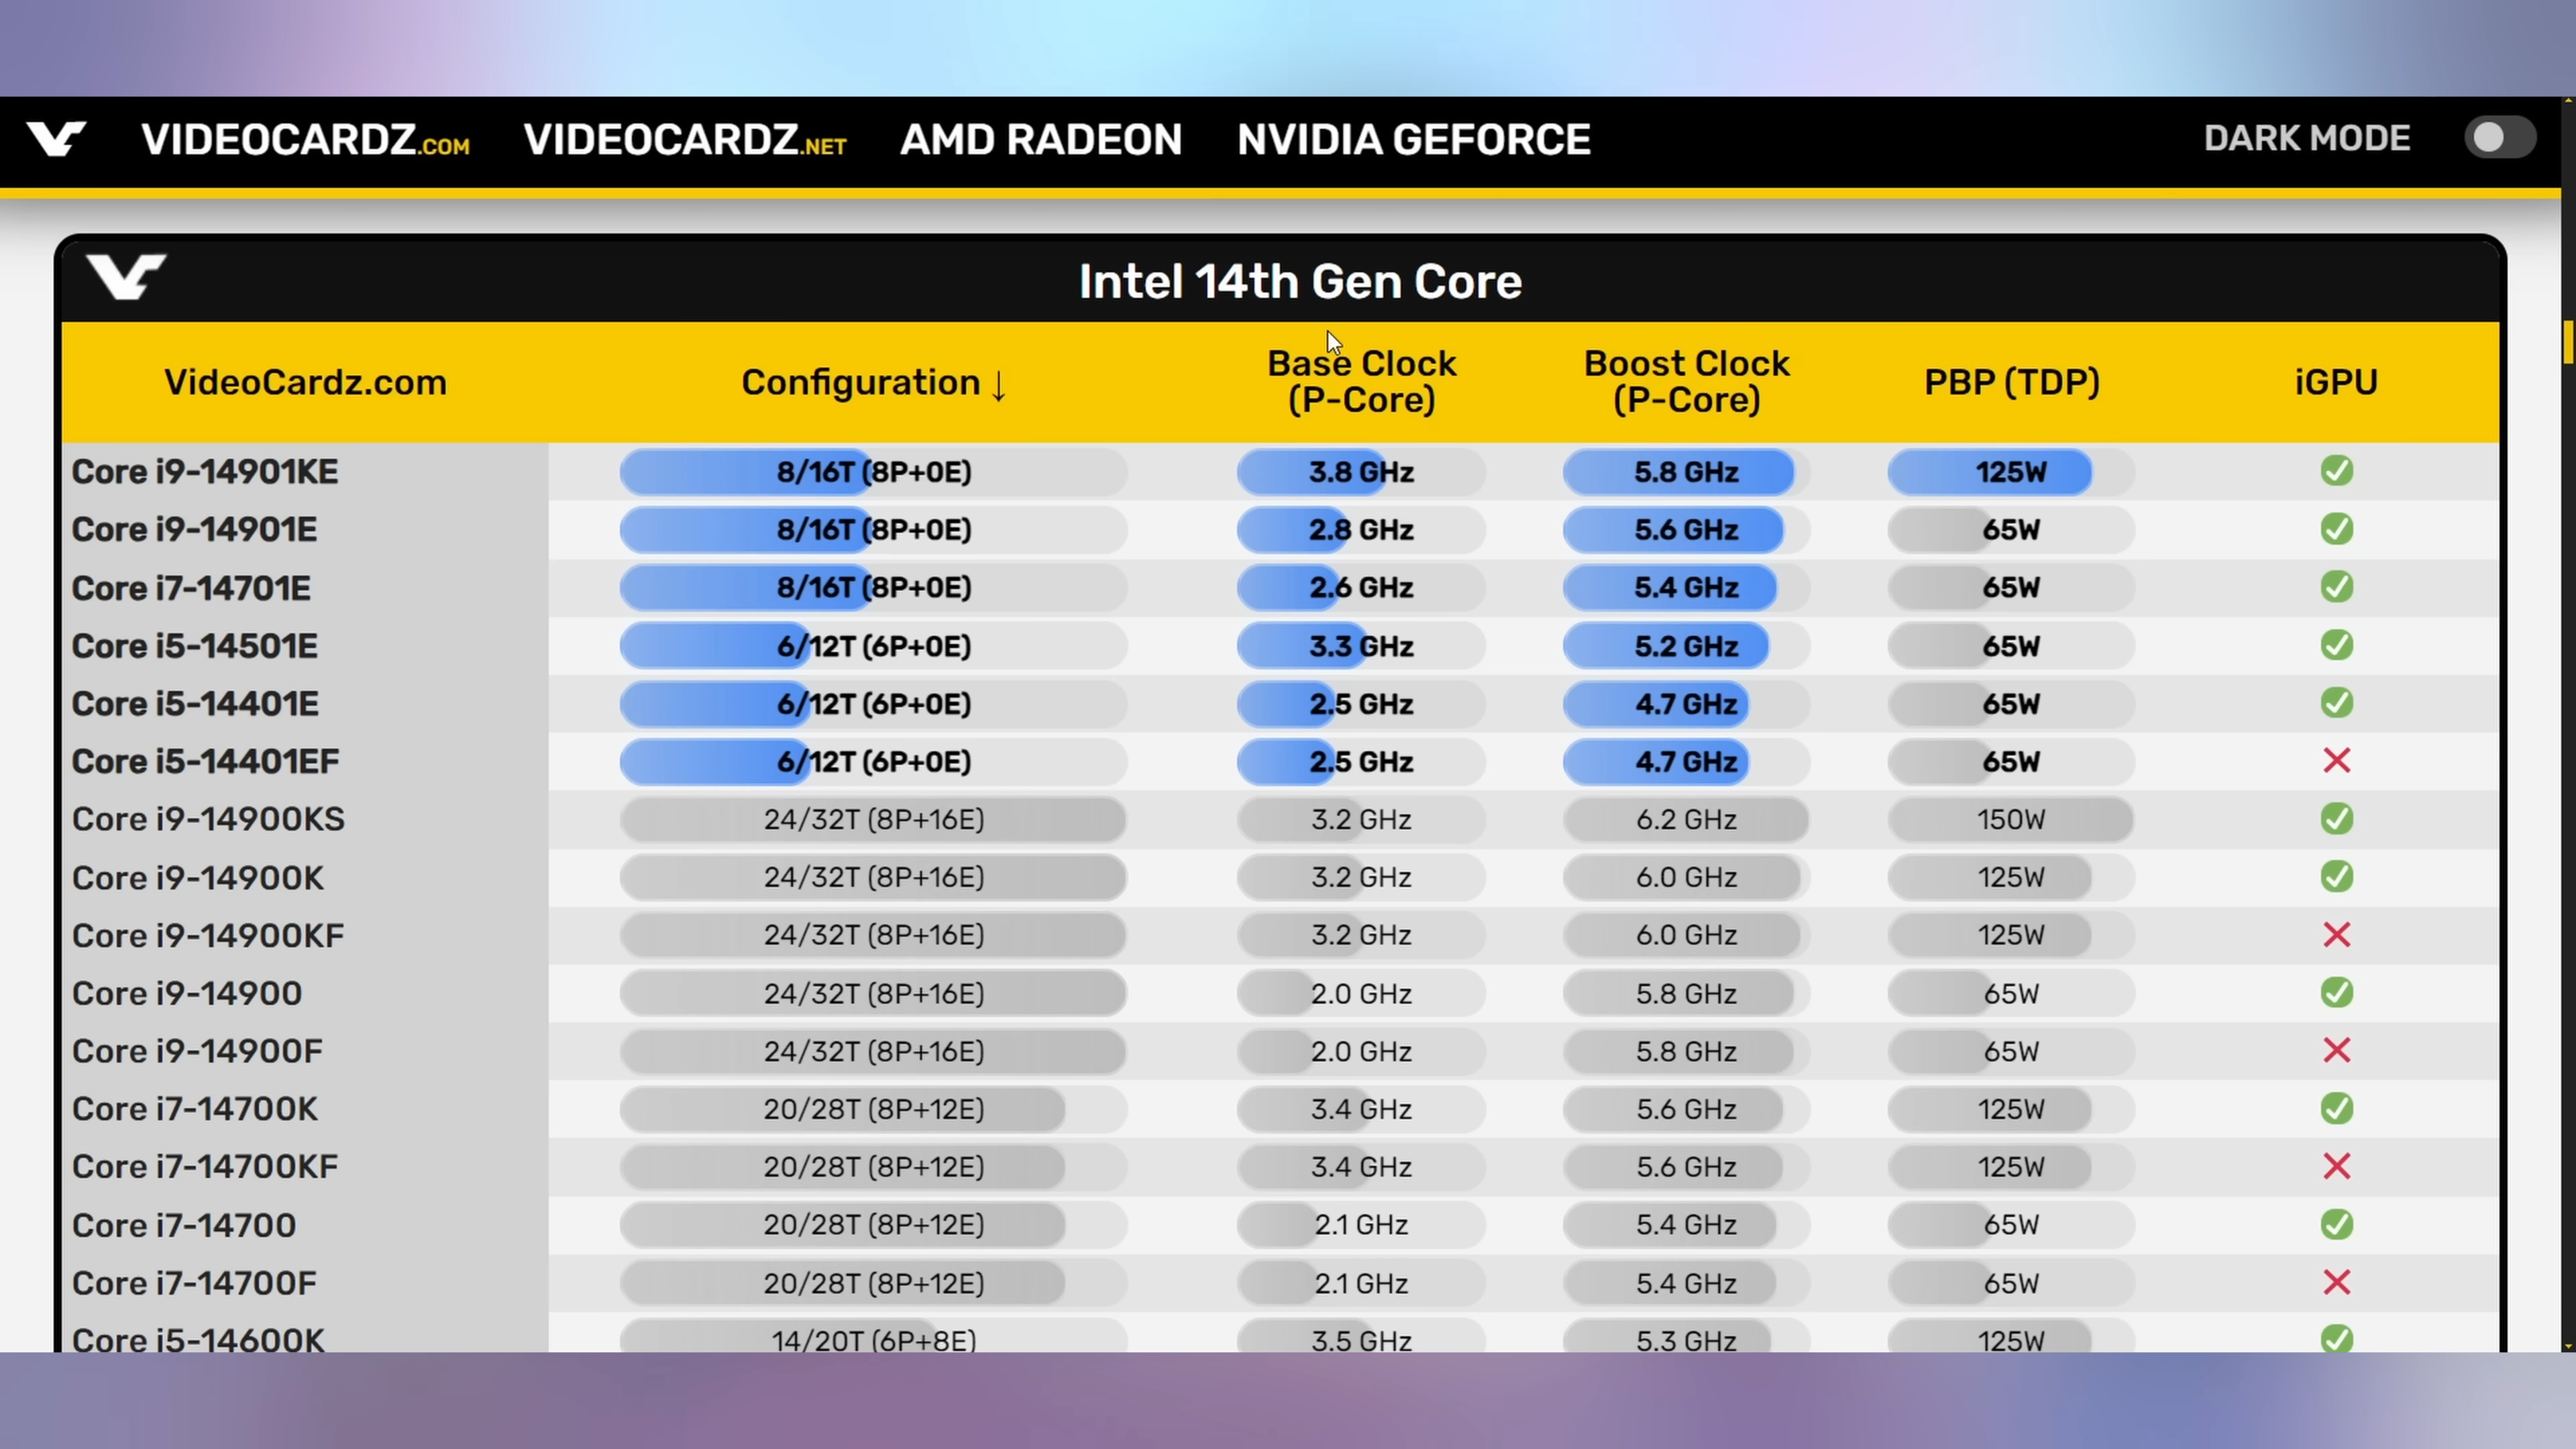 VIDEOCARDZ.COM VIDEOCARDZ.NET AMD RADEON NVIDIA GEFORCE DARK MODE
Intel 14th Gen Core
VideoCardz.com Configuration ↓ Base Clock (P-Core) Boost Clock (P-Core) PBP (TDP) iGPU
Core i9-14901KE 8/16T (8P+0E) 3.8 GHz 5.8 GHz 125W
Core i9-14901E 8/16T (8P+0E) 2.8 GHz 5.6 GHz 65W
Core i7-14701E 8/16T (8P+0E) 2.6 GHz 5.4 GHz 65W
Core i5-14501E 6/12T (6P+0E) 3.3 GHz 5.2 GHz 65W
Core i5-14401E 6/12T (6P+0E) 2.5 GHz 4.7 GHz 65W
Core i5-14401EF 6/12T (6P+0E) 2.5 GHz 4.7 GHz 65W
Core i9-14900KS 24/32T (8P+16E) 3.2 GHz 6.2 GHz 150W
Core i9-14900K 24/32T (8P+16E) 3.2 GHz 6.0 GHz 125W
Core i9-14900KF 24/32T (8P+16E) 3.2 GHz 6.0 GHz 125W
Core i9-14900 24/32T (8P+16E) 2.0 GHz 5.8 GHz 65W
Core i9-14900F 24/32T (8P+16E) 2.0 GHz 5.8 GHz 65W
Core i7-14700K 20/28T (8P+12E) 3.4 GHz 5.6 GHz 125W
Core i7-14700KF 20/28T (8P+12E) 3.4 GHz 5.6 GHz 125W
Core i7-14700 20/28T (8P+12E) 2.1 GHz 5.4 GHz 65W
Core i7-14700F 20/28T (8P+12E) 2.1 GHz 5.4 GHz 65W
Core i5-14600K 14/20T (6P+8E) 3.5 GHz 5.3 GHz 125W